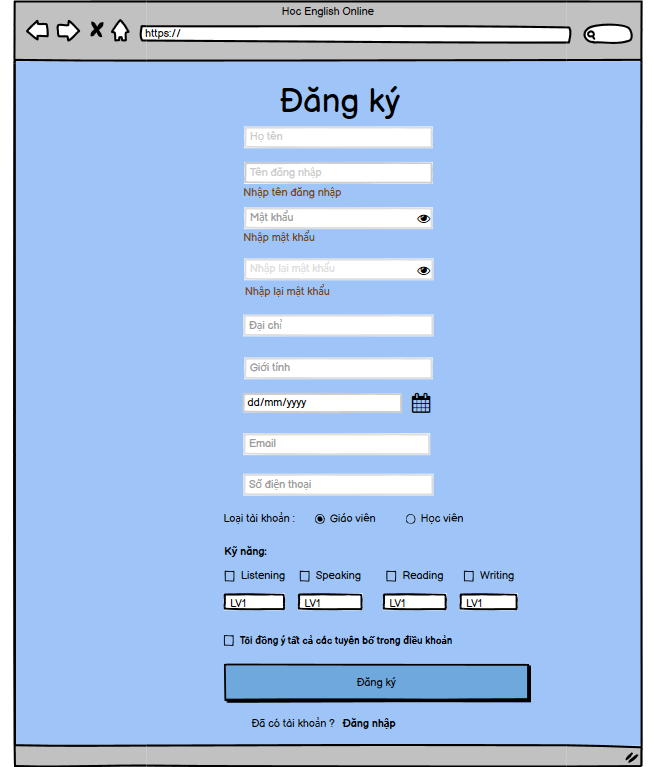 Hoc English Online
https://
Đăng ký
Họ tên
Tên đăng nhập
Nhập tên đăng nhập
Mật khẩu
Nhập mật khẩu
Nhập lại mật khẩu
Nhập lại mật khẩu
Đại chỉ
Giới tính
dd/mm/yyyy
Email
Số điện thoại
Loại tài khoản : Giáo viên Học viên
Kỹ năng:
Listening Speaking Reading Writing
LV1 LV1 LV1 LV1
Tôi đồng ý tất cả các tuyên bố trong điều khoản
Đăng ký
Đã có tài khoản ? Đăng nhập